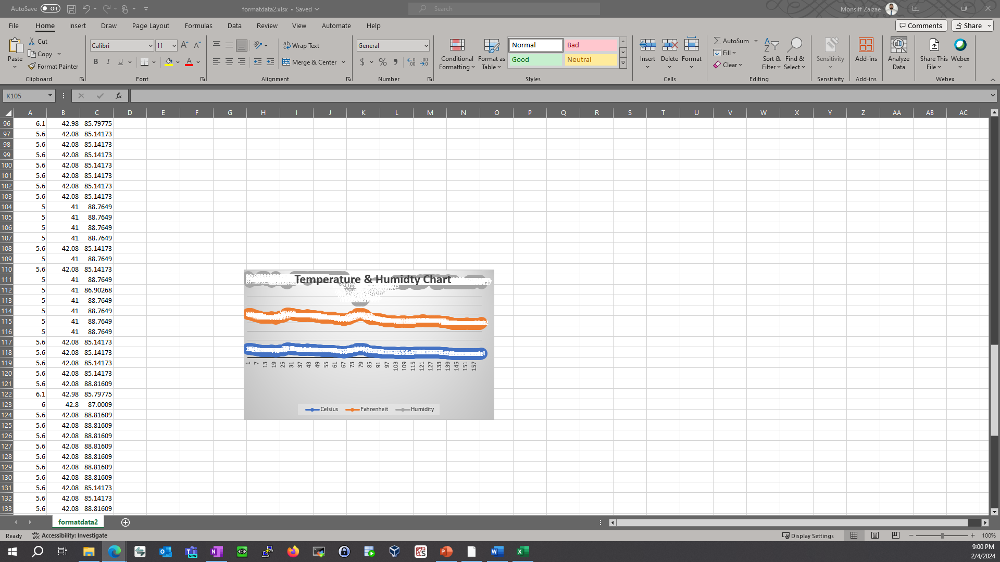 AutoSave Off formatdata2.xlsx • Saved Search Monsiff Zaizae
File Home Insert Draw Page Layout Formulas Data Review View Automate Help Comments Share
Paste Cut Copy Format Painter Clipboard
Calibri 11 B I U Font
Wrap Text Merge & Center Alignment
General $ % Number
Conditional Formatting Format as Table Normal Bad Good Neutral Styles
Insert Delete Format Cells
AutoSum Fill Clear Sort & Filter Find & Select Editing
Sensitivity Sensitivity
Add-ins Add-ins
Analyze Data
Share This File Webex Webex
K105 fx
A B C D E F G H I J K L M N O P Q R S T U V W X Y Z AA AB AC
96 6.1 42.98 85.79775
97 5.6 42.08 85.14173
98 5.6 42.08 85.14173
99 5.6 42.08 85.14173
100 5.6 42.08 85.14173
101 5.6 42.08 85.14173
102 5.6 42.08 85.14173
103 5.6 42.08 85.14173
104 5 41 88.7649
105 5 41 88.7649
106 5 41 88.7649
107 5 41 88.7649
108 5.6 42.08 85.14173
109 5 41 88.7649
110 5.6 42.08 85.14173
111 5 41 88.7649
112 5 41 86.90268
113 5 41 88.7649
114 5 41 88.7649
115 5 41 88.7649
116 5 41 88.7649
117 5.6 42.08 85.14173
118 5.6 42.08 85.14173
119 5.6 42.08 85.14173
120 5.6 42.08 85.14173
121 5.6 42.08 88.81609
122 6.1 42.98 85.79775
123 6 42.8 87.0009
124 5.6 42.08 88.81609
125 5.6 42.08 88.81609
126 5.6 42.08 88.81609
127 5.6 42.08 88.81609
128 5.6 42.08 88.81609
129 5.6 42.08 88.81609
130 5.6 42.08 88.81609
131 5.6 42.08 85.14173
132 5.6 42.08 85.14173
133 5.6 42.08 88.81609
Temperature & Humidty Chart
1 7 13 19 25 31 37 43 49 55 61 67 73 79 85 91 97 103 109 115 121 127 133 139 145 151 157
Celsius Fahrenheit Humidity
formatdata2
Ready Accessibility: Investigate Display Settings 100%
9:00 PM
2/4/2024